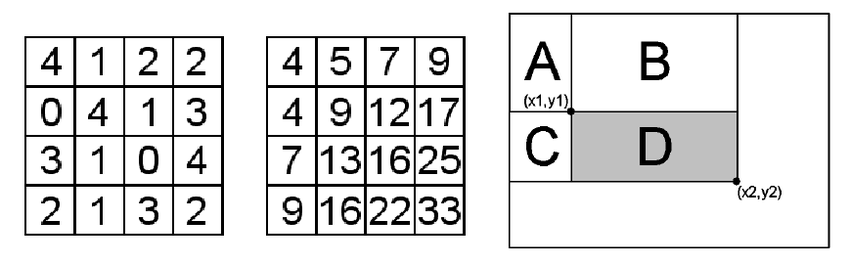 4 1 2 2
0 4 1 3
3 1 0 4
2 1 3 2
4 5 7 9
4 9 12 17
7 13 16 25
9 16 22 33
A B
(x1,y1)
C D
(x2,y2)